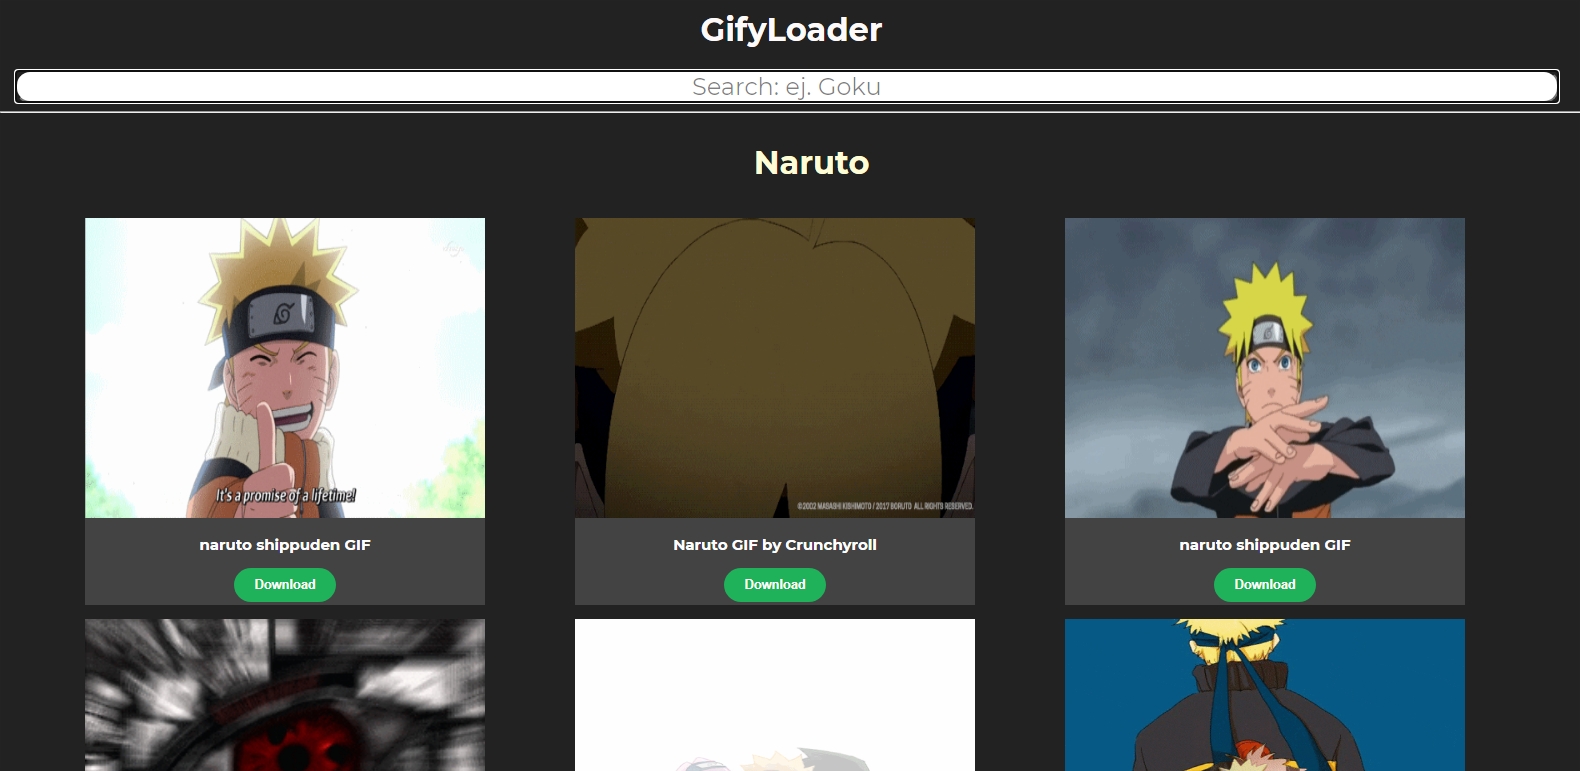 GifyLoader
Search: ej. Goku
Naruto
It's a promise of a lifetime!
©2002 MASASHI KISHIMOTO / 2017 BORUTO ALL RIGHTS RESERVED.
naruto shippuden GIF
Naruto GIF by Crunchyroll
naruto shippuden GIF
Download
Download
Download